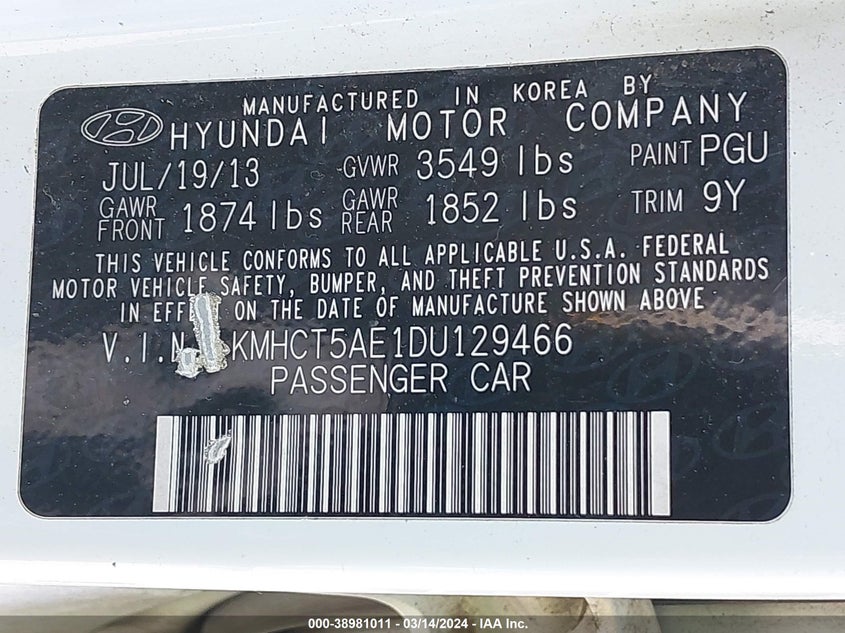 MANUFACTURED IN KOREA BY
HYUNDAI MOTOR COMPANY
JUL/19/13 GVWR 3549 lbs PAINT PGU
GAWR FRONT 1874 lbs GAWR REAR 1852 lbs TRIM 9Y
THIS VEHICLE CONFORMS TO ALL APPLICABLE U.S.A. FEDERAL
MOTOR VEHICLE SAFETY, BUMPER, AND THEFT PREVENTION STANDARDS
IN EFF ON THE DATE OF MANUFACTURE SHOWN ABOVE
V.I.N KMHCT5AE1DU129466
PASSENGER CAR
000-38981011 — 03/14/2024 — IAA Inc.